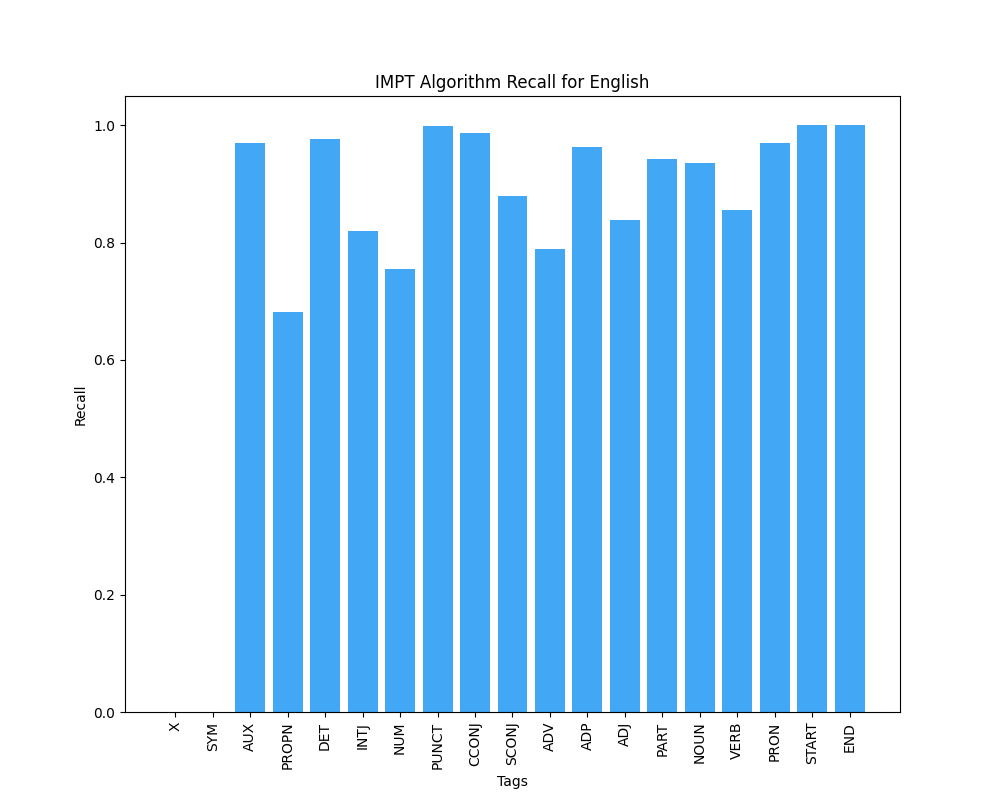 IMPT Algorithm Recall for English
1.0
0.8
0.6
0.4
0.2
0.0
Recall
X
SYM
AUX
PROPN
DET
INTJ
NUM
PUNCT
CCONJ
SCONJ
ADV
ADP
ADJ
PART
NOUN
VERB
PRON
START
END
Tags